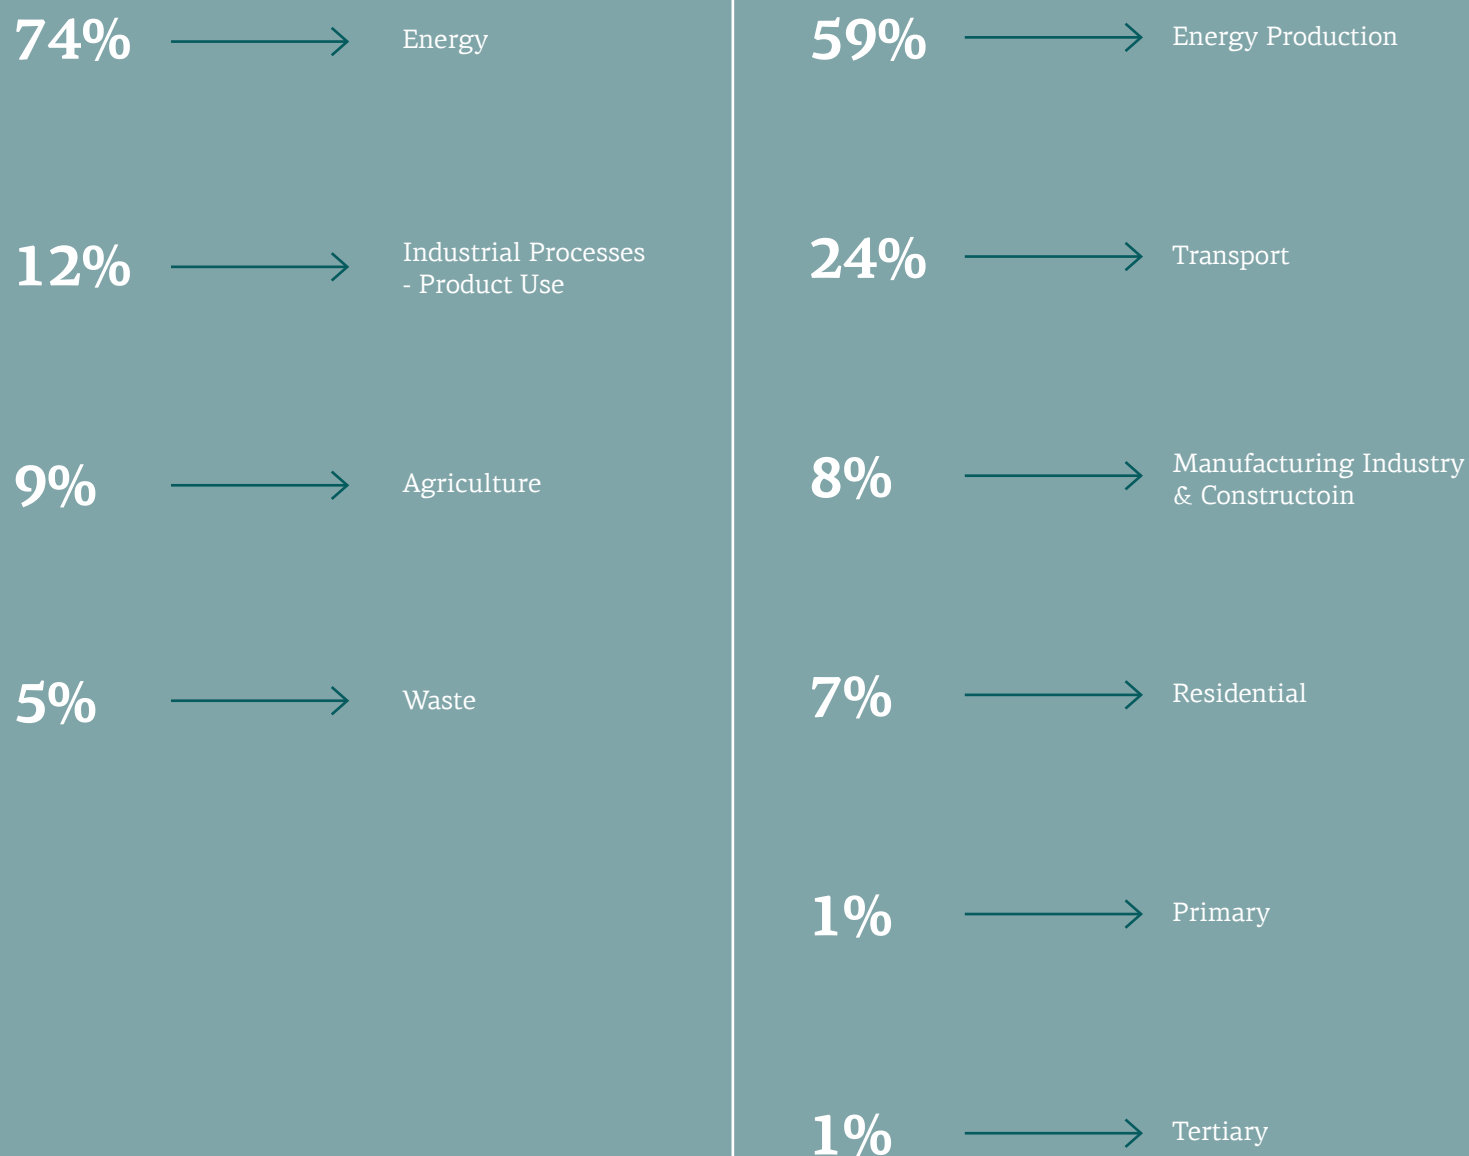 74%
Energy
12%
Industrial Processes
- Product Use
9%
Agriculture
5%
Waste
59%
Energy Production
24%
Transport
8%
Manufacturing Industry
& Constructoin
7%
Residential
1%
Primary
1%
Tertiary